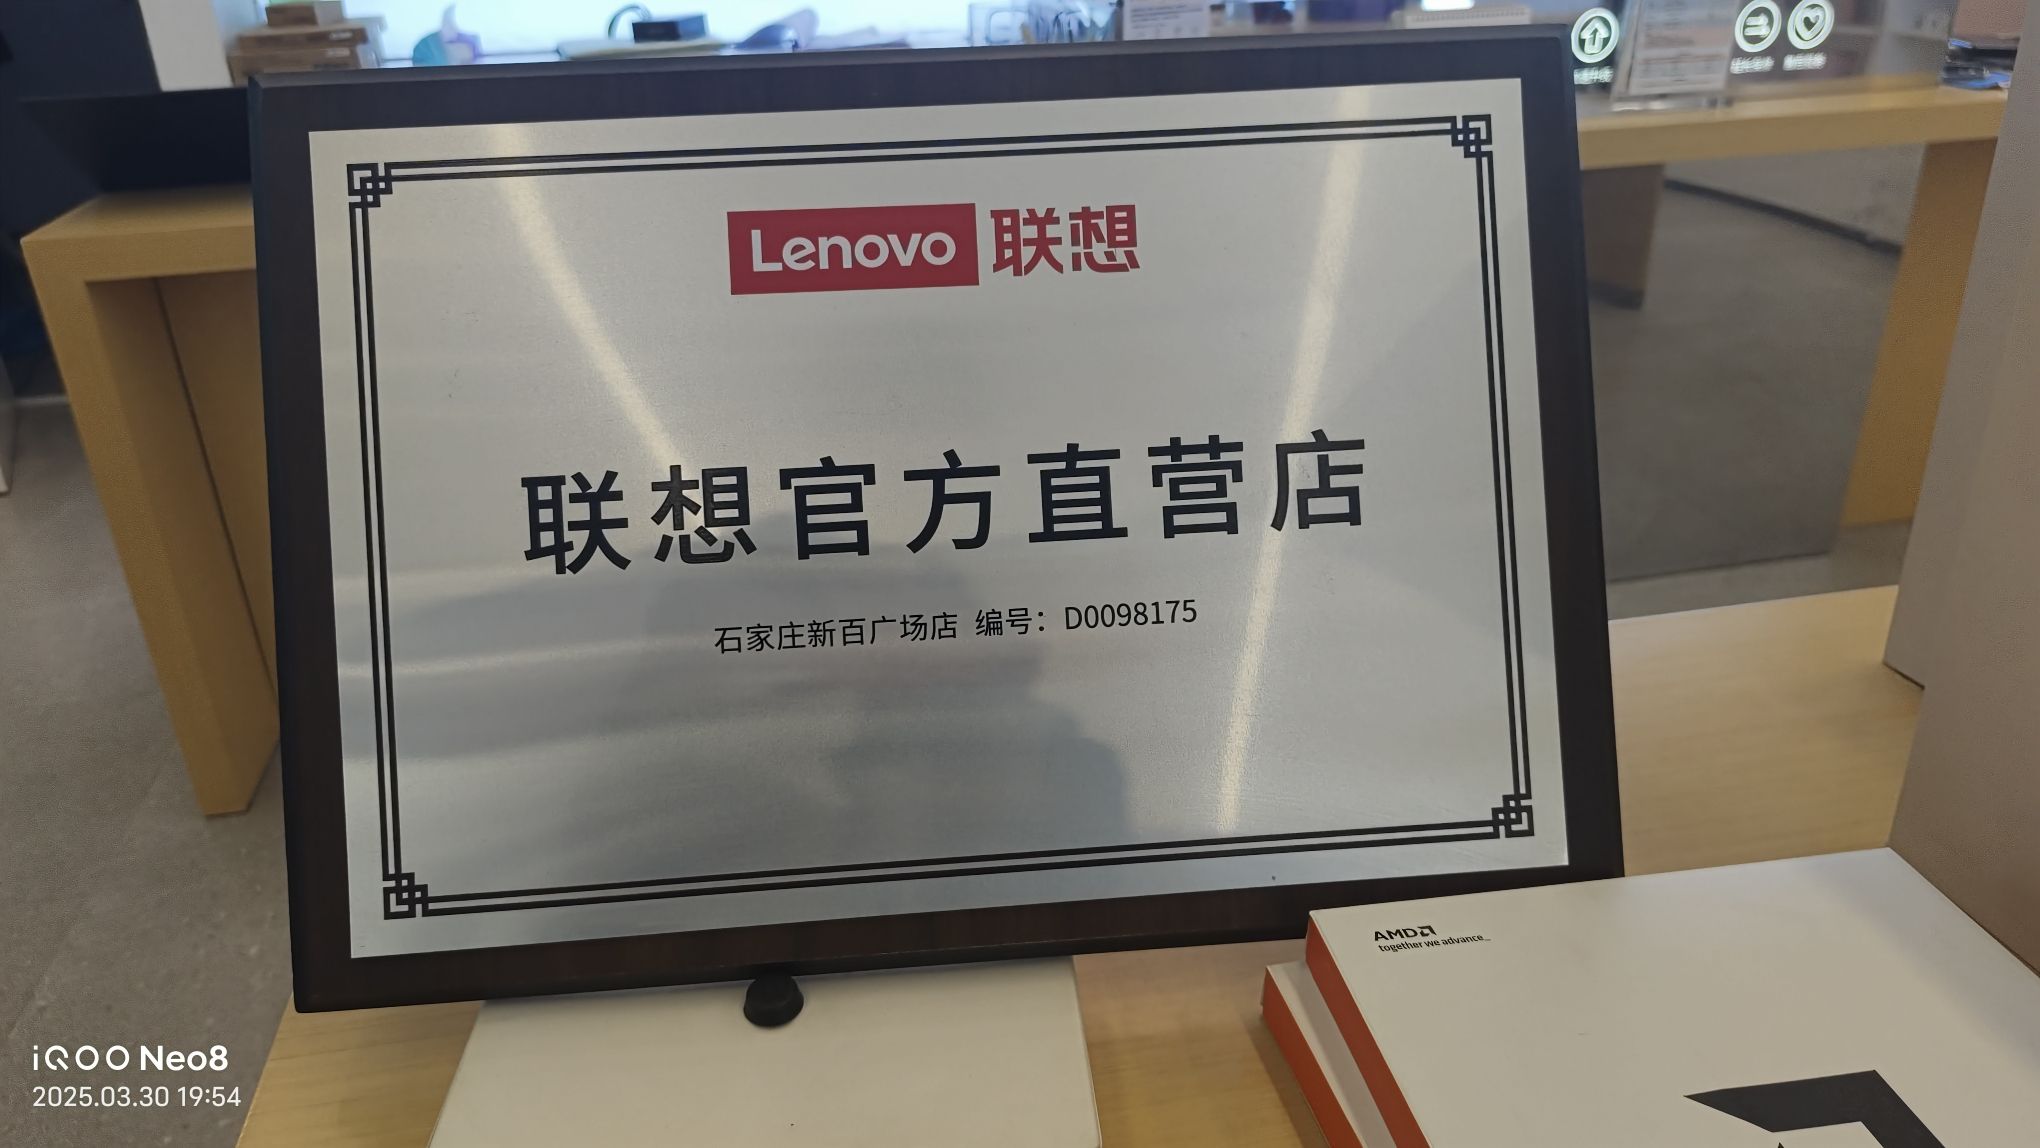 Lenovo 联想
联想官方直营店
石家庄新百广场店 编号：D0098175
AMD
together we advance_
iQOO Neo8
2025.03.30 19:54